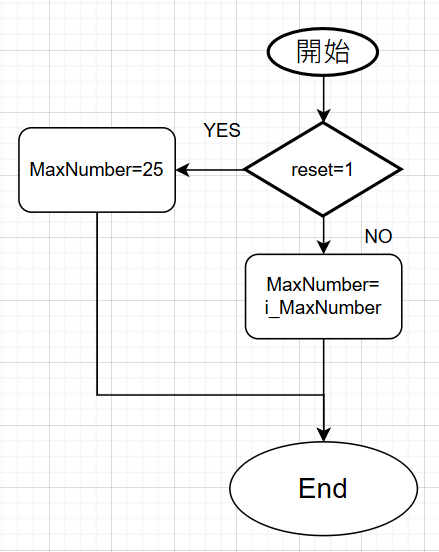 開始
YES
reset=1
MaxNumber=25
NO
MaxNumber=
i_MaxNumber
End